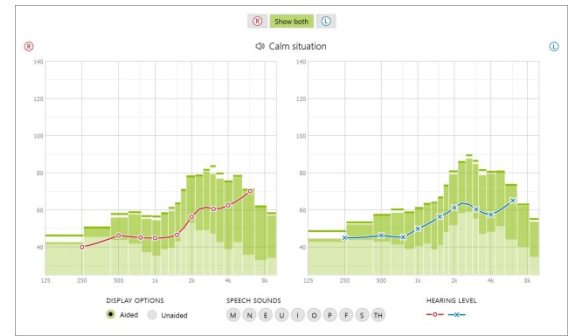 R Show both L
R Calm situation L
140 140
120 120
100 100
80 80
60 60
40 40
125 250 500 1k 2k 4k 8k 125 250 500 1k 2k 4k 8k
DISPLAY OPTIONS SPEECH SOUNDS HEARING LEVEL
Aided Unaided M N E U I O P F S TH